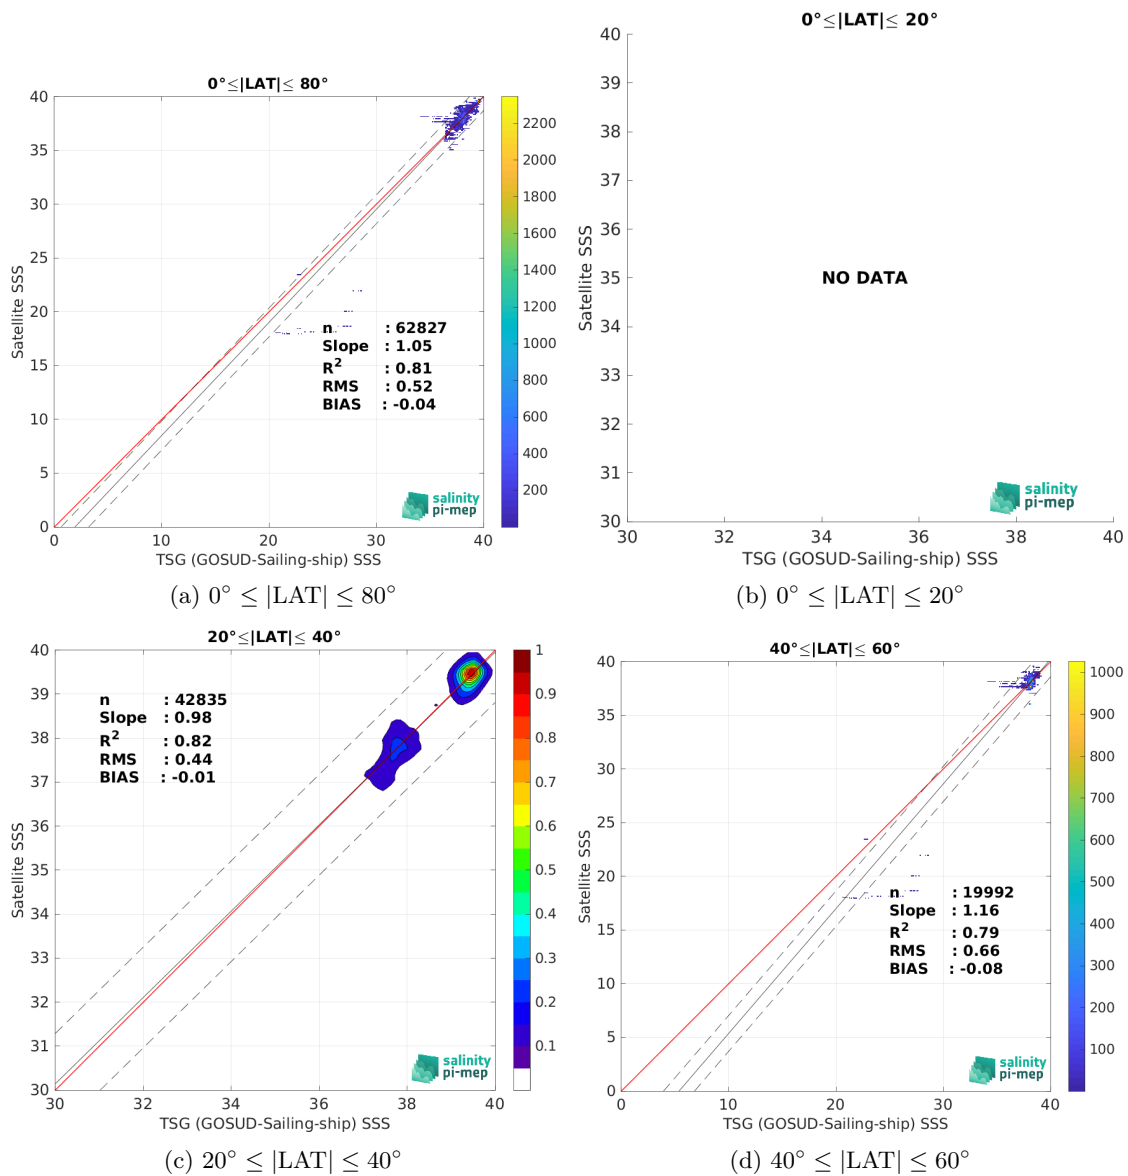 0°≤|LAT|≤ 80°
40
35
30
25
20
15
10
5
0
Satellite SSS
n : 62827
Slope : 1.05
R² : 0.81
RMS : 0.52
BIAS : -0.04
salinity
pi-mep
0 10 20 30 40
TSG (GOSUD-Sailing-ship) SSS
2200
2000
1800
1600
1400
1200
1000
800
600
400
200
(a) 0° ≤ |LAT| ≤ 80°
0°≤|LAT|≤ 20°
40
39
38
37
36
35
34
33
32
31
30
Satellite SSS
NO DATA
salinity
pi-mep
30 32 34 36 38 40
TSG (GOSUD-Sailing-ship) SSS
(b) 0° ≤ |LAT| ≤ 20°
20°≤|LAT|≤ 40°
40
39
38
37
36
35
34
33
32
31
30
Satellite SSS
n : 42835
Slope : 0.98
R² : 0.82
RMS : 0.44
BIAS : -0.01
salinity
pi-mep
30 32 34 36 38 40
TSG (GOSUD-Sailing-ship) SSS
1
0.9
0.8
0.7
0.6
0.5
0.4
0.3
0.2
0.1
(c) 20° ≤ |LAT| ≤ 40°
40°≤|LAT|≤ 60°
40
35
30
25
20
15
10
5
0
Satellite SSS
n : 19992
Slope : 1.16
R² : 0.79
RMS : 0.66
BIAS : -0.08
salinity
pi-mep
0 10 20 30 40
TSG (GOSUD-Sailing-ship) SSS
1000
900
800
700
600
500
400
300
200
100
(d) 40° ≤ |LAT| ≤ 60°